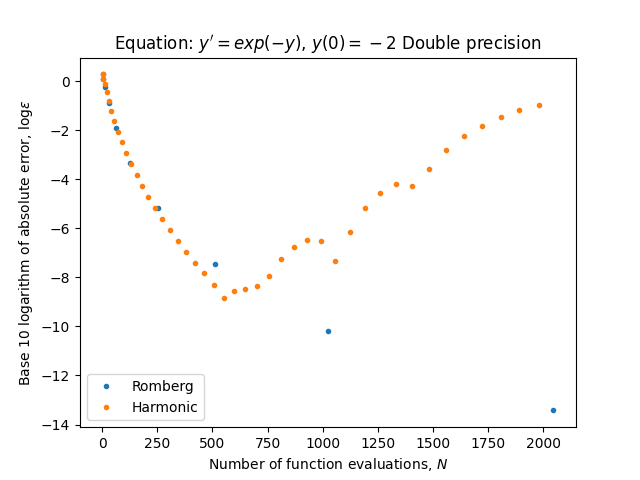 Equation: y′ = exp(−y), y(0) = −2 Double precision
Base 10 logarithm of absolute error, logε
0
−2
−4
−6
−8
−10
−12
−14
Romberg
Harmonic
0 250 500 750 1000 1250 1500 1750 2000
Number of function evaluations, N